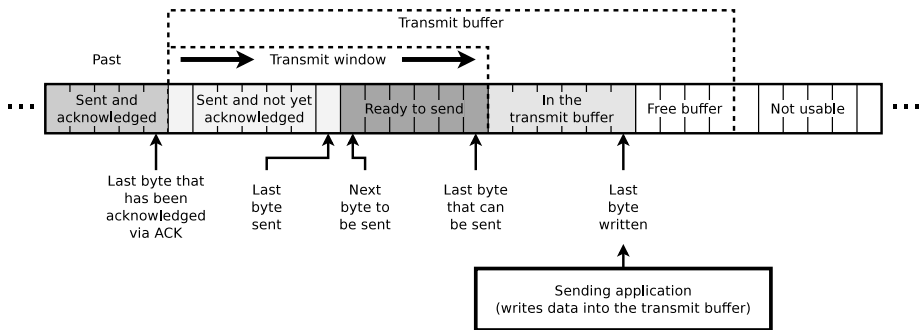 Transmit buffer
Past
Transmit window
Sent and
acknowledged
Sent and not yet
acknowledged
Ready to send
In the
transmit buffer
Free buffer
Not usable
Last byte that
has been
acknowledged
via ACK
Last
byte
sent
Next
byte to
be sent
Last byte
that can
be sent
Last
byte
written
Sending application
(writes data into the transmit buffer)